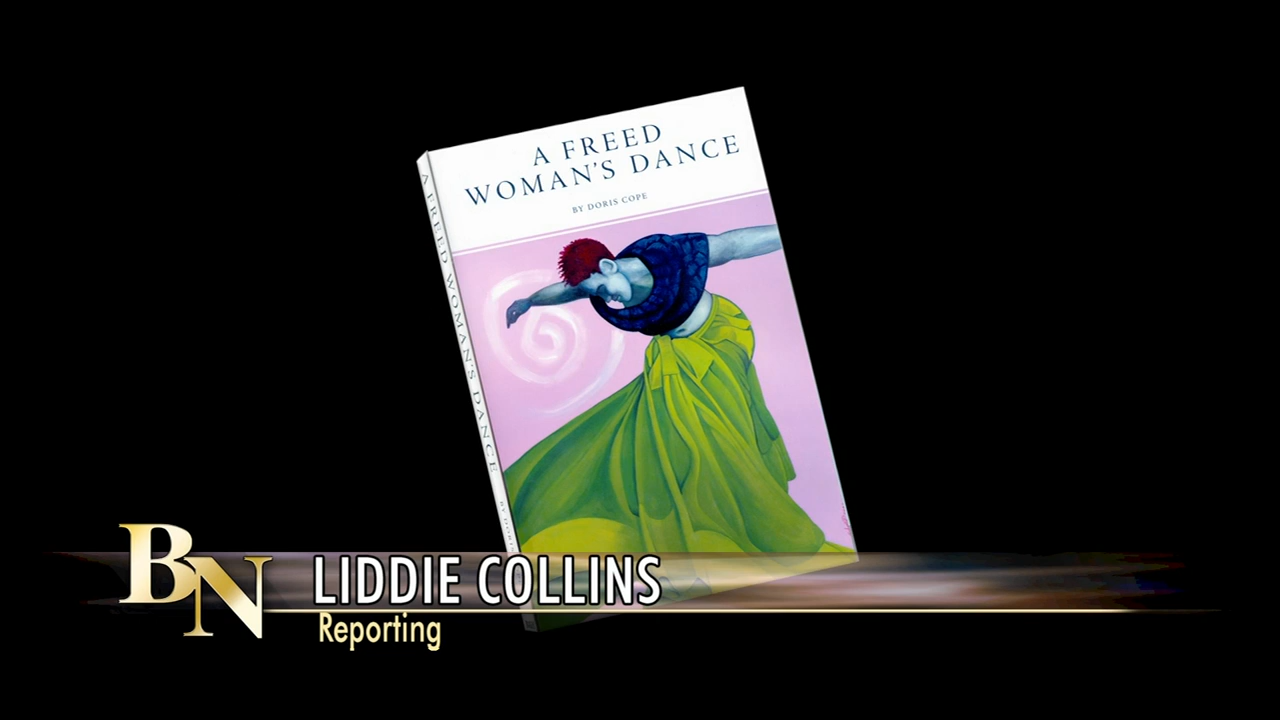 A FREED
WOMAN'S DANCE
BY DORIS COPE
A FREED WOMAN'S DANCE
BN
LIDDIE COLLINS
Reporting